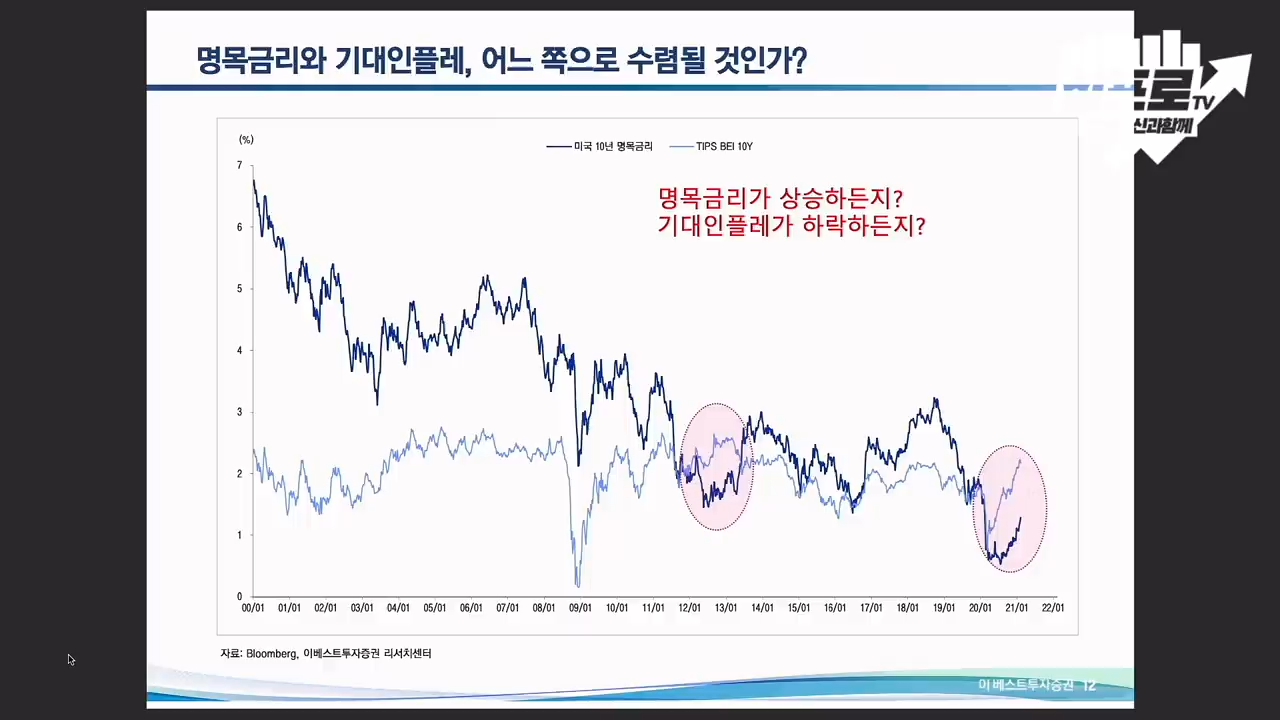 명목금리와 기대인플레, 어느 쪽으로 수렴될 것인가?
프로TV
신과함께
(%)
미국 10년 명목금리 TIPS BEI 10Y
명목금리가 상승하든지?
기대인플레가 하락하든지?
7
6
5
4
3
2
1
0
00/01 01/01 02/01 03/01 04/01 05/01 06/01 07/01 08/01 09/01 10/01 11/01 12/01 13/01 14/01 15/01 16/01 17/01 18/01 19/01 20/01 21/01 22/01
자료: Bloomberg, 이베스트투자증권 리서치센터
이베스트투자증권 12